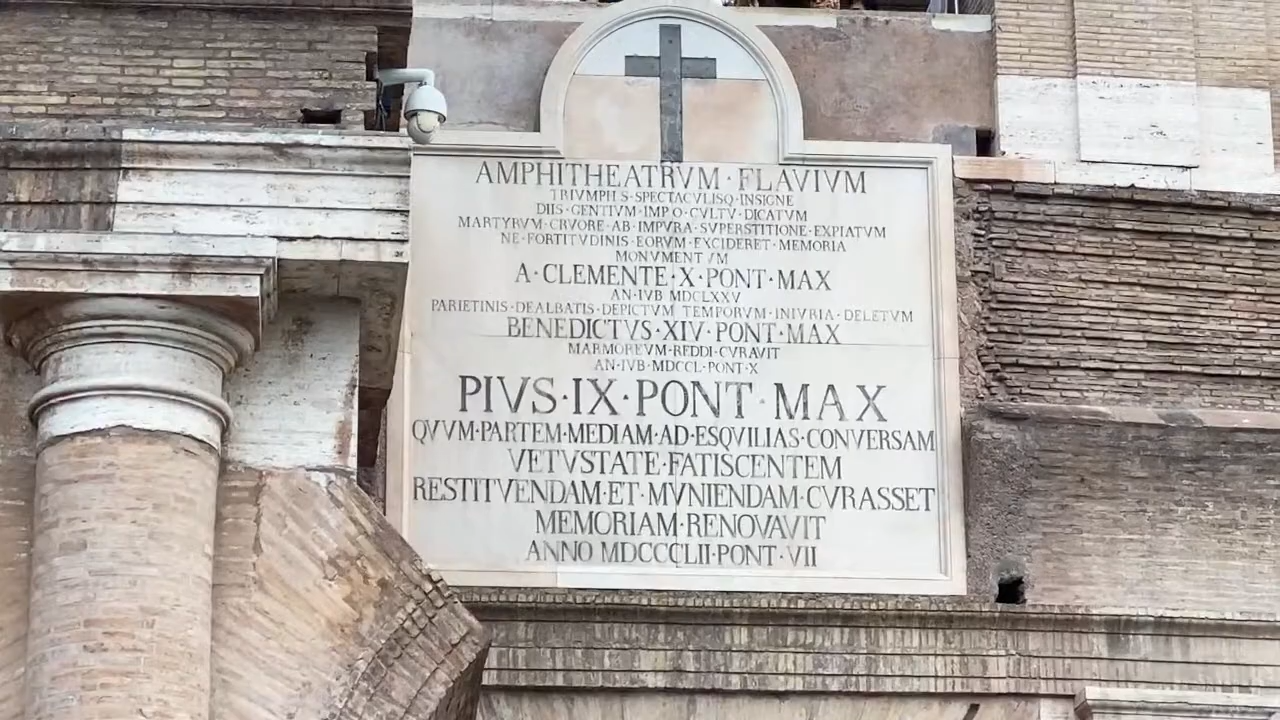 AMPHITHEATRVM·FLAVIVM
TRIVMPHIS·SPECTACVLISQ·INSIGNE
DIIS·GENTIVM·IMPIO·CVLTV·DICATVM
MARTYRVM·CRVORE·AB·IMPVRA·SVPERSTITIONE·EXPIATVM
NE·FORTITVDINIS·EORVM·EXCIDERET·MEMORIA
MONVMENTVM
A·CLEMENTE·X·PONT·MAX
AN·IVB·MDCLXXV
PARIETINIS·DEALBATIS·DEPICTVM·TEMPORVM·INIVRIA·DELETVM
BENEDICTVS·XIV·PONT·MAX
MARMOREVM·REDDI·CVRAVIT
AN·IVB·MDCCL·PONT·X
PIVS·IX·PONT·MAX
QVVM·PARTEM·MEDIAM·AD·ESQVILIAS·CONVERSAM
VETVSTATE·FATISCENTEM
RESTITVENDAM·ET·MVNIENDAM·CVRASSET
MEMORIAM·RENOVAVIT
ANNO MDCCCLII·PONT·VII